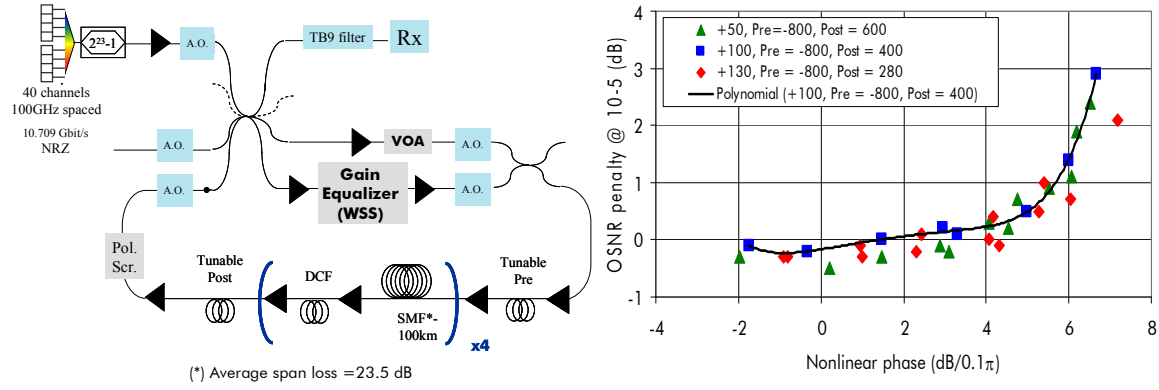 40 channels
100GHz spaced
10.709 Gbit/s
NRZ
2²³-1
A.O.
TB9 filter
Rx
A.O.
A.O.
VOA
A.O.
Gain
Equalizer
(WSS)
A.O.
Pol.
Scr.
Tunable
Post
DCF
SMF*-
100km
Tunable
Pre
x4
(*) Average span loss =23.5 dB
OSNR penalty @ 10-5 (dB)
4
3
2
1
0
-1
+50, Pre=-800, Post = 600
+100, Pre = -800, Post = 400
+130, Pre = -800, Post = 280
Polynomial (+100, Pre = -800, Post = 400)
-4
-2
0
2
4
6
8
Nonlinear phase (dB/0.1π)